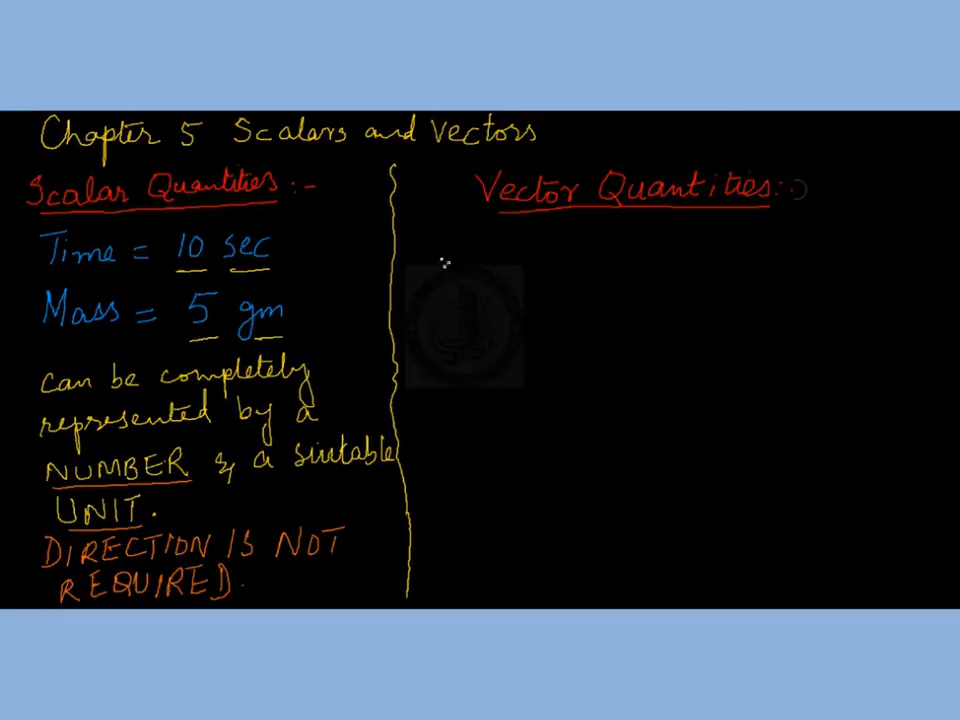 Chapter 5 Scalars and Vectors
Scalar Quantities :-
Time = 10 sec
Mass = 5 gm
can be completely
represented by a
NUMBER & a suitable
UNIT.
DIRECTION IS NOT
REQUIRED.
Vector Quantities:-